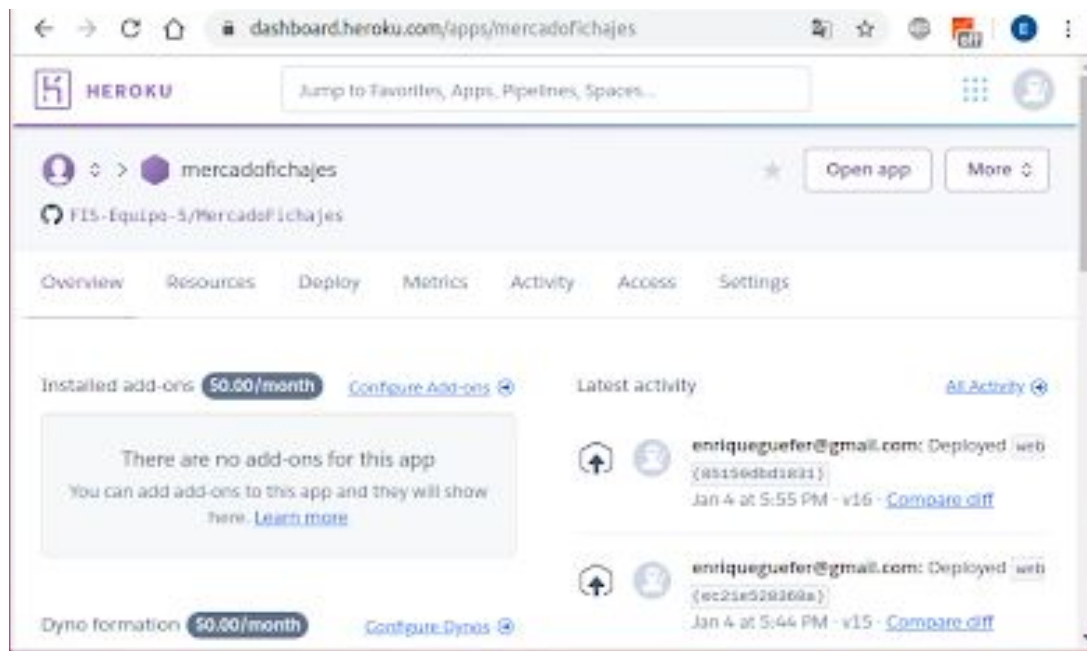 dashboard.heroku.com/apps/mercadofichajes
E
HEROKU
Jump to Favorites, Apps, Pipelines, Spaces...
mercadofichajes
Open app
More
FIS-Equipo-5/MercadoFichajes
Overview Resources Deploy Metrics Activity Access Settings
Installed add-ons $0.00/month Configure Add-ons
There are no add-ons for this app
You can add add-ons to this app and they will show
here. Learn more
Dyno formation $0.00/month Configure Dynos
Latest activity All Activity
enriqueguefer@gmail.com: Deployed web
Jan 4 at 5:55 PM · v16 · Compare diff
enriqueguefer@gmail.com: Deployed web
Jan 4 at 5:44 PM · v15 · Compare diff